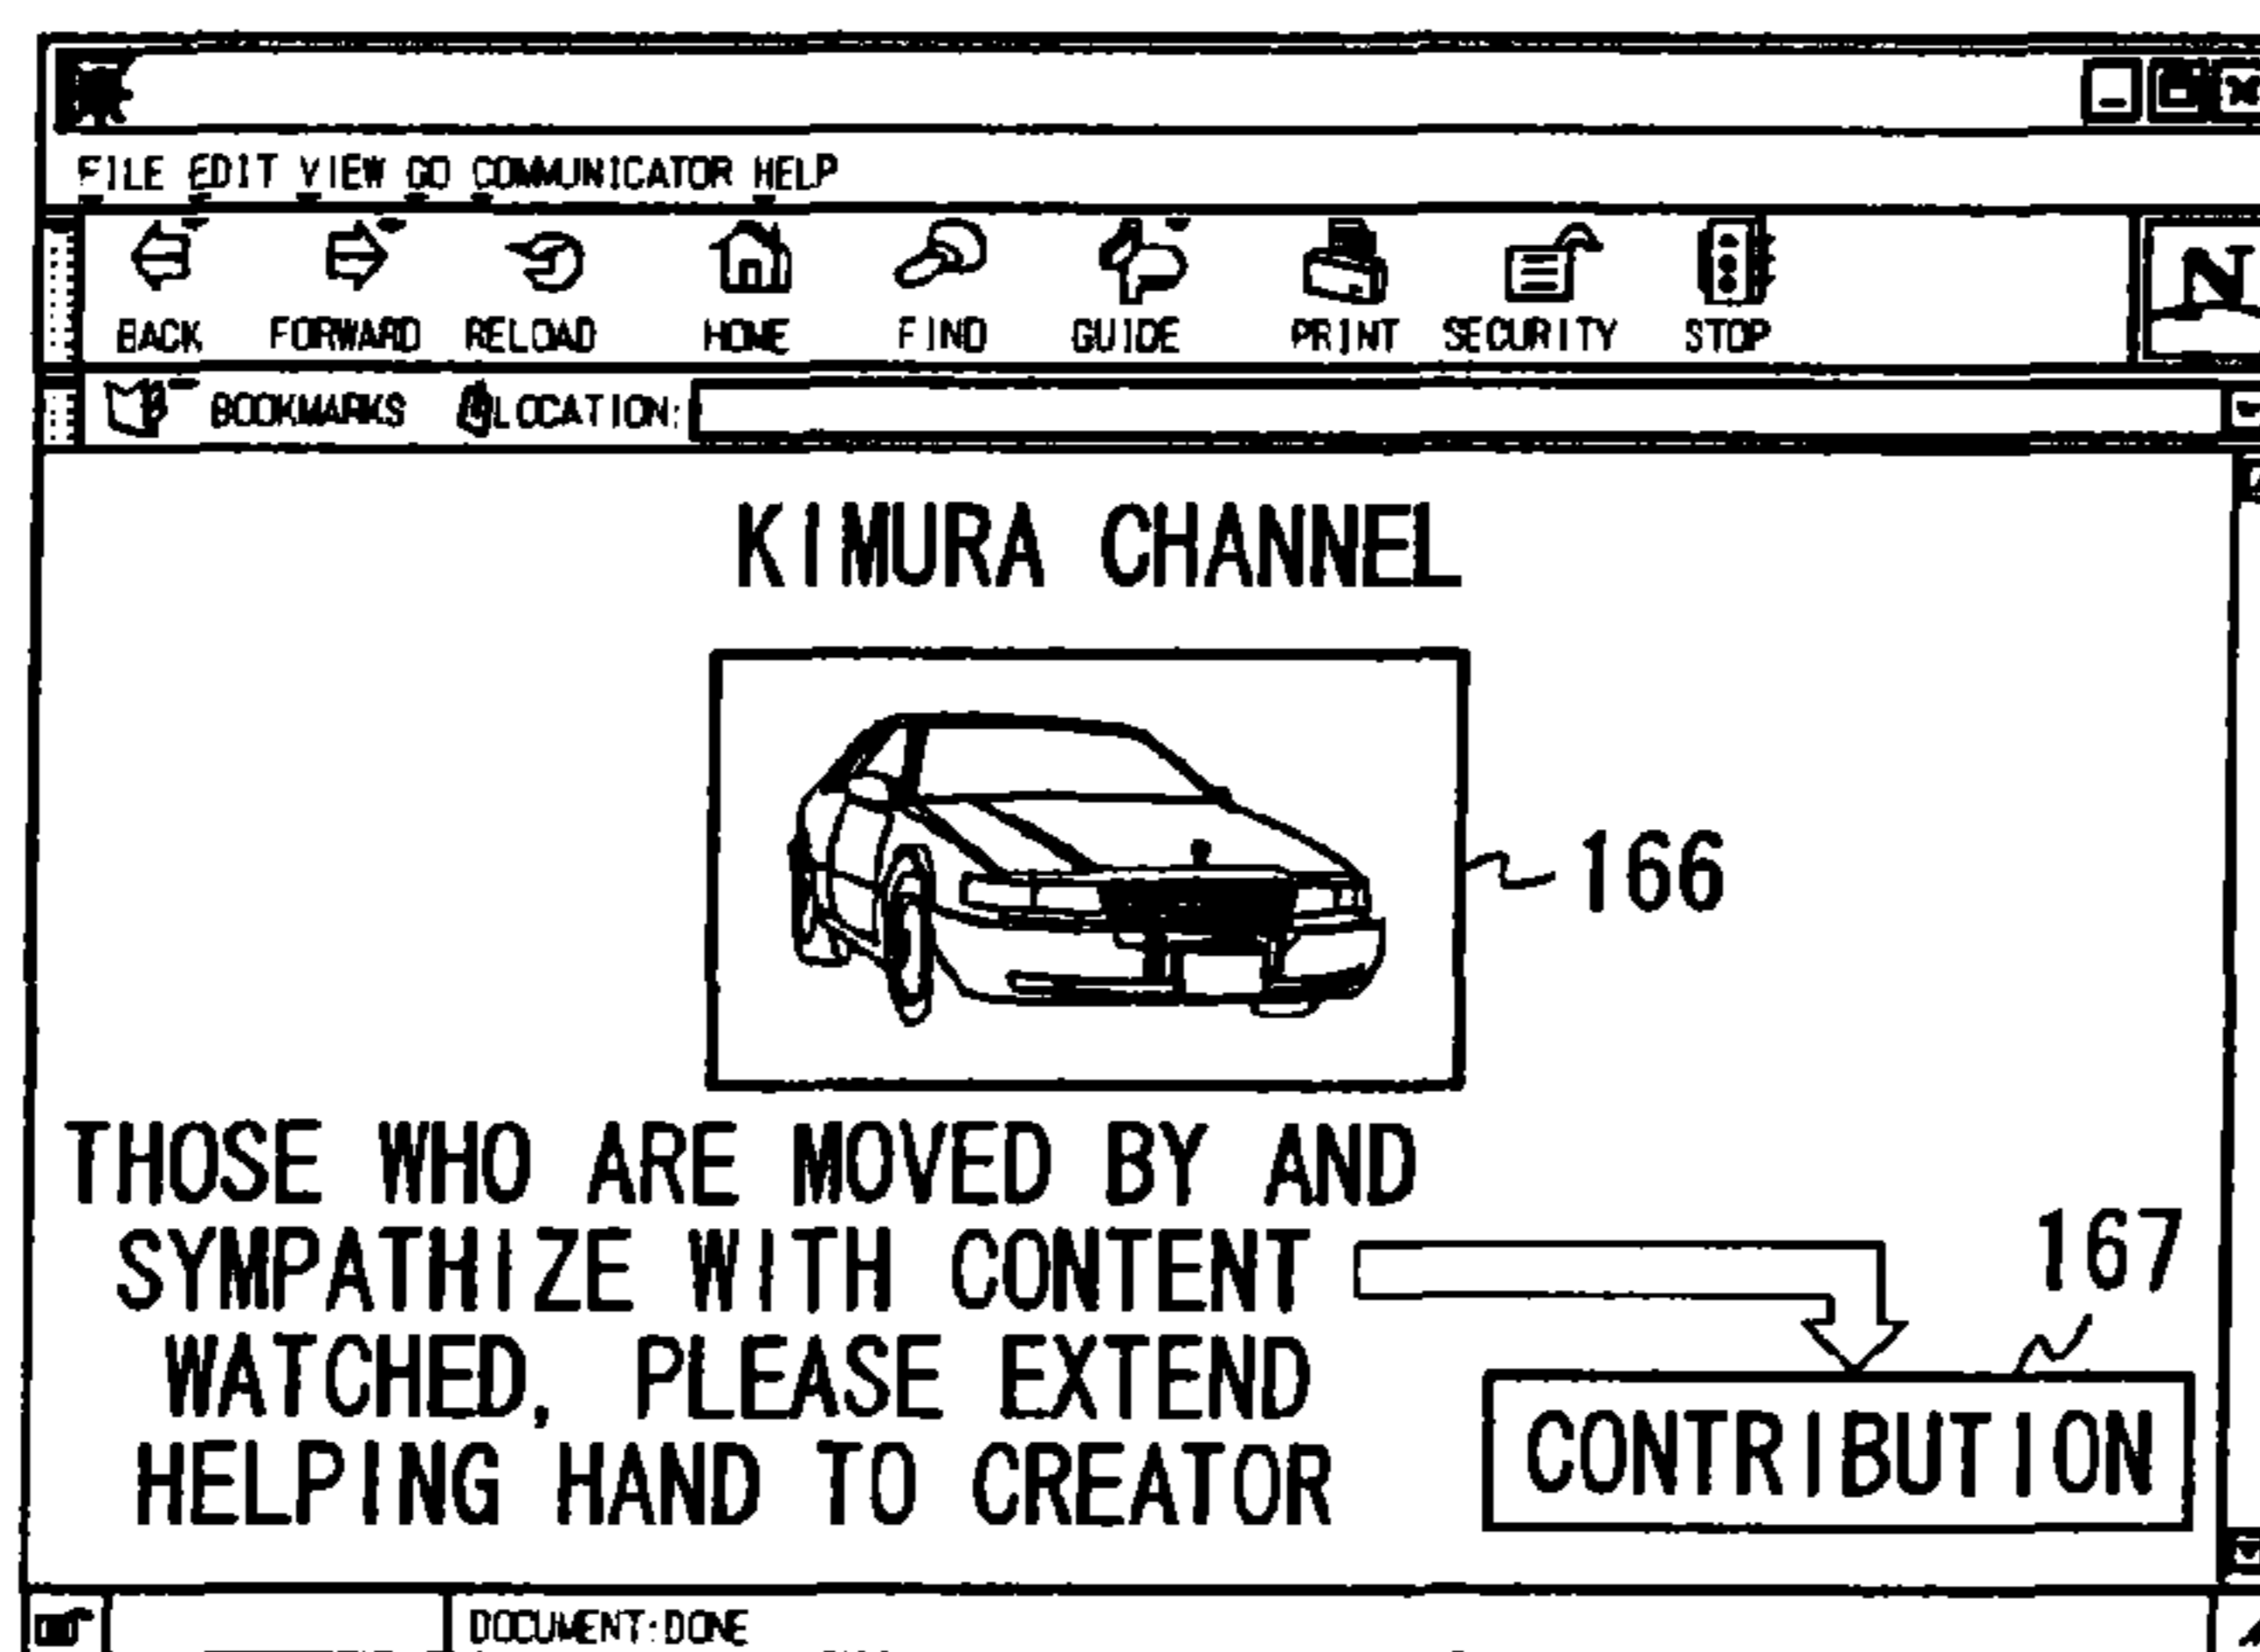 FILE EDIT VIEW GO COMMUNICATOR HELP
BACK FORWARD RELOAD HOME FIND GUIDE PRINT SECURITY STOP
N
BOOKMARKS LOCATION:
KIMURA CHANNEL
166
THOSE WHO ARE MOVED BY AND
SYMPATHIZE WITH CONTENT
WATCHED, PLEASE EXTEND
HELPING HAND TO CREATOR
167
CONTRIBUTION
DOCUMENT:DONE